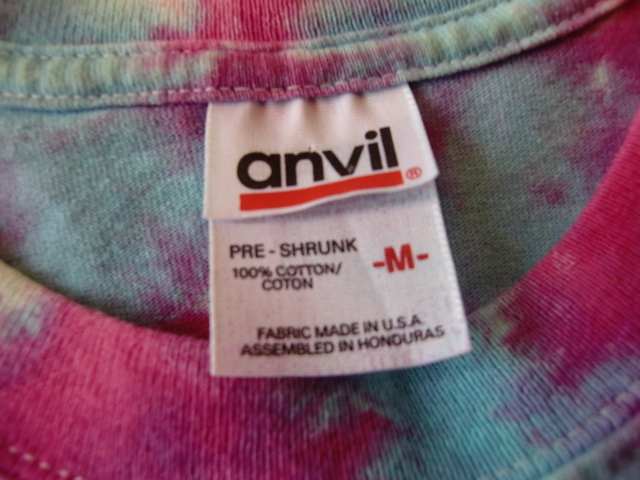 anvil®
PRE-SHRUNK
-M-
100% COTTON/
COTON
FABRIC MADE IN U.S.A.
ASSEMBLED IN HONDURAS